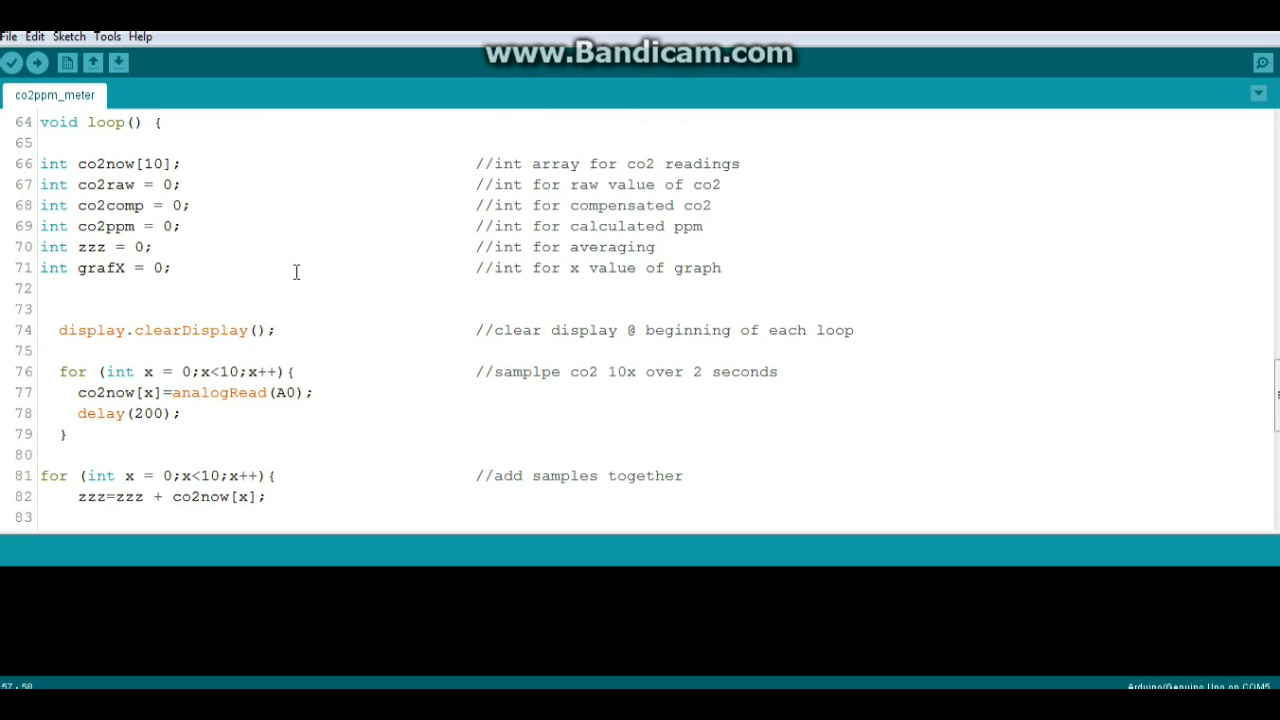 File Edit Sketch Tools Help
www.Bandicam.com
co2ppm_meter
64 void loop() {
65
66 int co2now[10]; //int array for co2 readings
67 int co2raw = 0; //int for raw value of co2
68 int co2comp = 0; //int for compensated co2
69 int co2ppm = 0; //int for calculated ppm
70 int zzz = 0; //int for averaging
71 int grafX = 0; //int for x value of graph
72
73
74 display.clearDisplay(); //clear display @ beginning of each loop
75
76 for (int x = 0;x<10;x++){ //samplpe co2 10x over 2 seconds
77 co2now[x]=analogRead(A0);
78 delay(200);
79 }
80
81 for (int x = 0;x<10;x++){ //add samples together
82 zzz=zzz + co2now[x];
83
57 - 58 Arduino/Genuino Uno on COM5